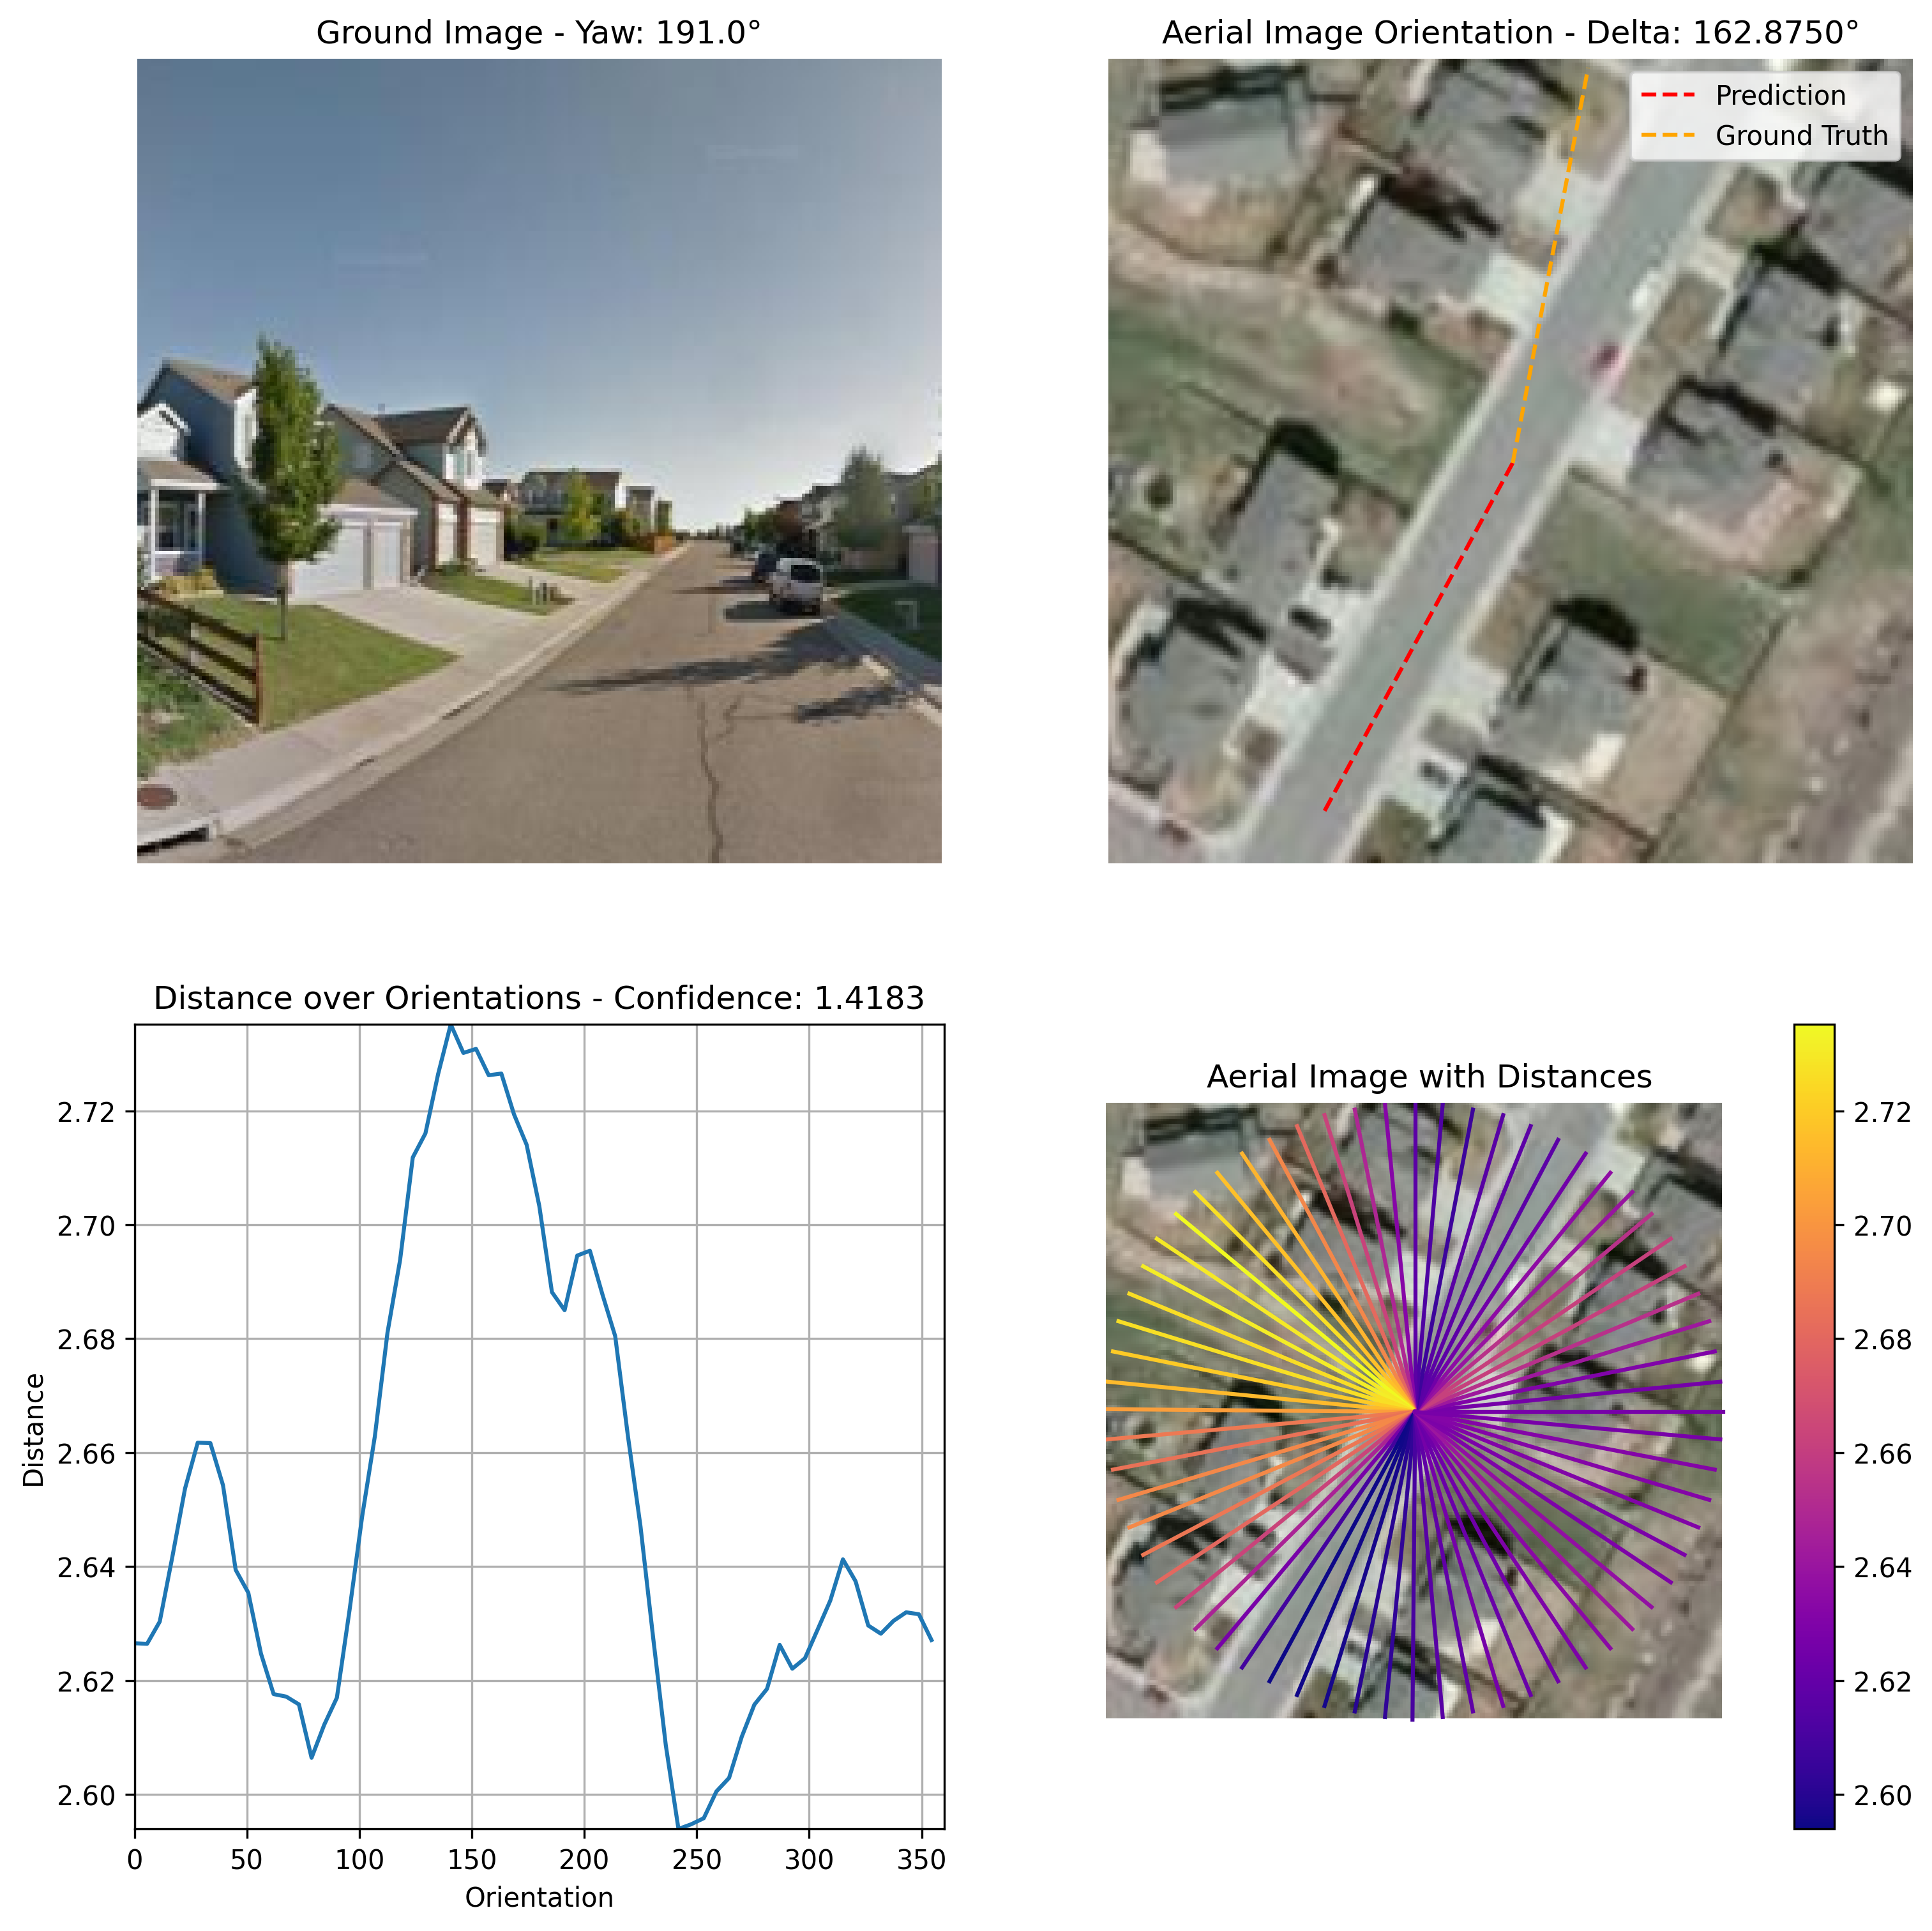 Ground Image - Yaw: 191.0°
Aerial Image Orientation - Delta: 162.8750°
Prediction
Ground Truth
Distance over Orientations - Confidence: 1.4183
Distance
2.72
2.70
2.68
2.66
2.64
2.62
2.60
0 50 100 150 200 250 300 350
Orientation
Aerial Image with Distances
2.72
2.70
2.68
2.66
2.64
2.62
2.60